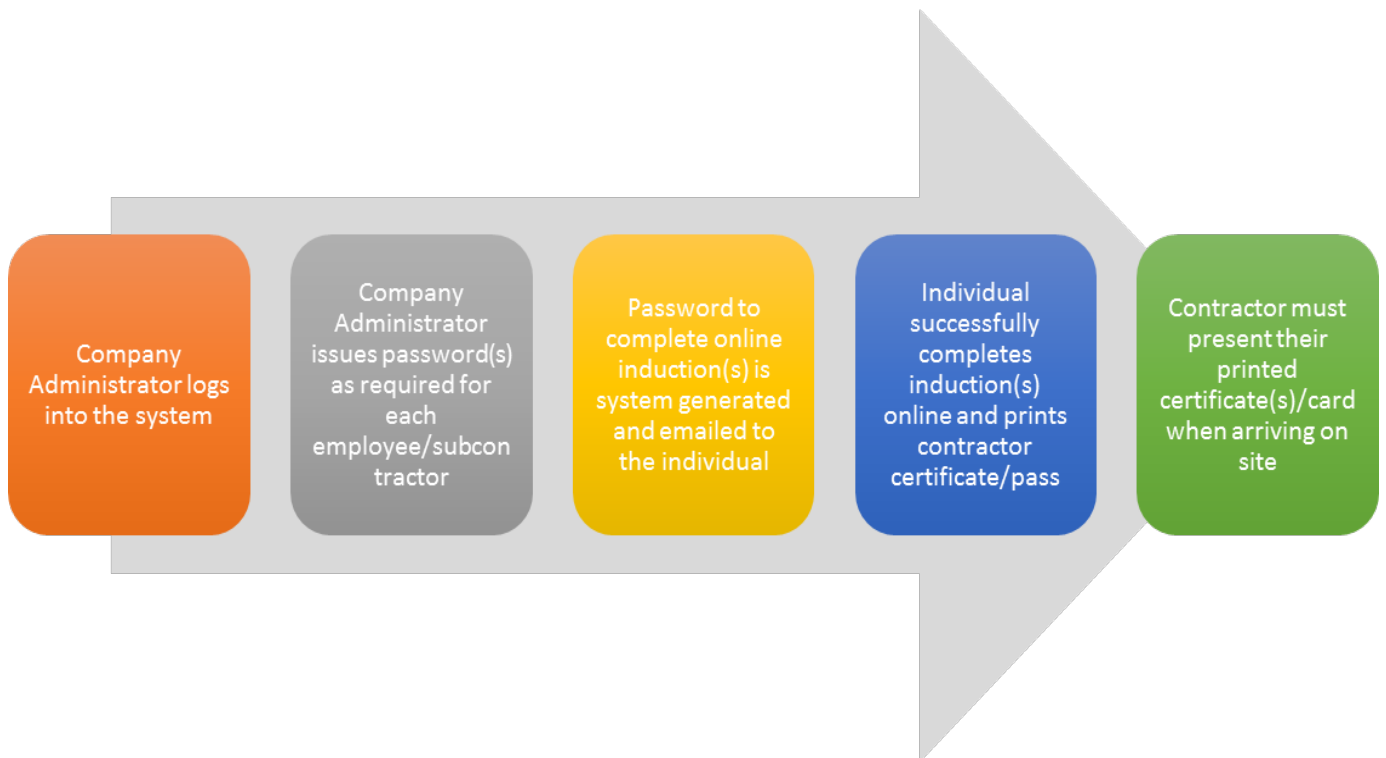 Company
Administrator logs
into the system
Company
Administrator
issues password(s)
as required for
each
employee/subcon
tractor
Password to
complete online
induction(s) is
system generated
and emailed to
the individual
Individual
successfully
completes
induction(s)
online and prints
contractor
certificate/pass
Contractor must
present their
printed
certificate(s)/card
when arriving on
site